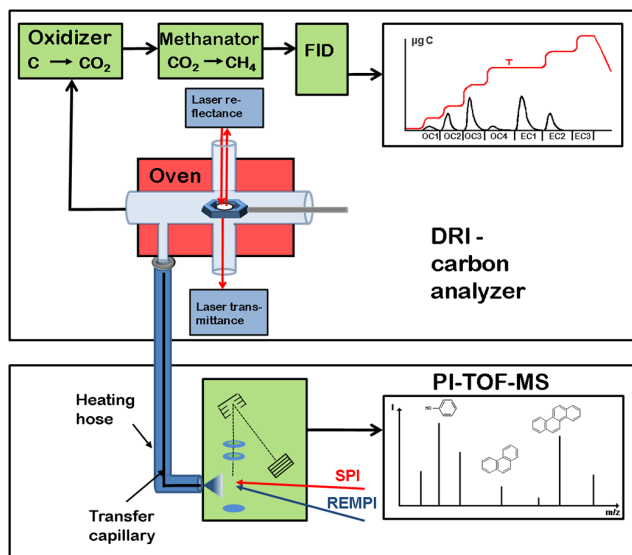 Oxidizer
C → CO₂
Methanator
CO₂ → CH₄
FID
µg C
T
OC1 OC2 OC3 OC4 EC1 EC2 EC3
Laser re-
flectance
Oven
DRI -
carbon
analyzer
Laser trans-
mittance
PI-TOF-MS
Heating
hose
I
HO
SPI
REMPI
m/z
Transfer
capillary